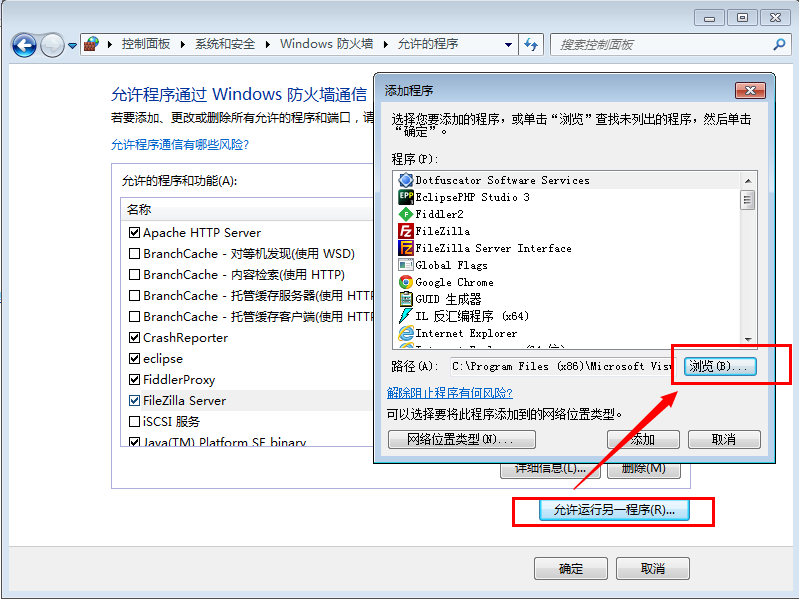 控制面板 ▸ 系统和安全 ▸ Windows 防火墙 ▸ 允许的程序
搜索控制面板
允许程序通过 Windows 防火墙通信
若要添加、更改或删除所有允许的程序和端口，请
允许程序通信有哪些风险?
允许的程序和功能(A):
名称
Apache HTTP Server
BranchCache - 对等机发现(使用 WSD)
BranchCache - 内容检索(使用 HTTP)
BranchCache - 托管缓存服务器(使用 HTTP
BranchCache - 托管缓存客户端(使用 HTTP
CrashReporter
eclipse
FiddlerProxy
FileZilla Server
iSCSI 服务
Java(TM) Platform SE binary
详细信息(L)...
删除(M)
允许运行另一程序(R)...
确定
取消
添加程序
选择您要添加的程序，或单击“浏览”查找未列出的程序，然后单击
“确定”。
程序(P):
Dotfuscator Software Services
EclipsePHP Studio 3
Fiddler2
FileZilla
FileZilla Server Interface
Global Flags
Google Chrome
GUID 生成器
IL 反汇编程序 (x64)
Internet Explorer
路径(A):
C:\Program Files (x86)\Microsoft Visu
浏览(B)...
解除阻止程序有何风险?
可以选择要将此程序添加到的网络位置类型。
网络位置类型(N)...
添加
取消